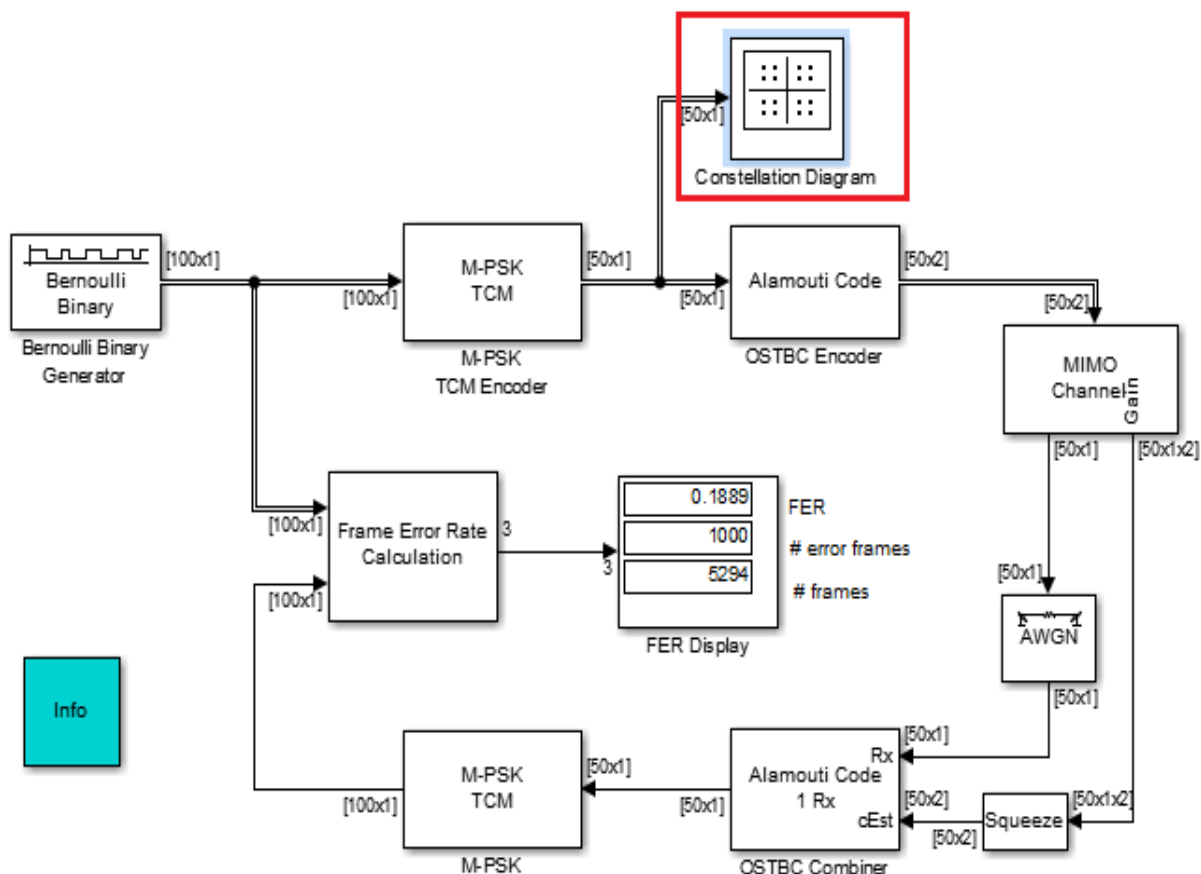 [50x1]
Constellation Diagram
Bernoulli
Binary
[100x1]
Bernoulli Binary
Generator
[100x1]
M-PSK
TCM
[50x1]
M-PSK
TCM Encoder
[50x1]
Alamouti Code
[50x2]
OSTBC Encoder
[50x2]
MIMO
Channel
Gain
[50x1]
[50x1x2]
[100x1]
Frame Error Rate
Calculation
3
[100x1]
3
0.1889
FER
1000
# error frames
5294
# frames
FER Display
[50x1]
AWGN
[50x1]
Info
[100x1]
M-PSK
TCM
[50x1]
M-PSK
[50x1]
Alamouti Code
1 Rx
Rx
[50x1]
cEst
[50x2]
OSTBC Combiner
[50x2]
Squeeze
[50x1x2]